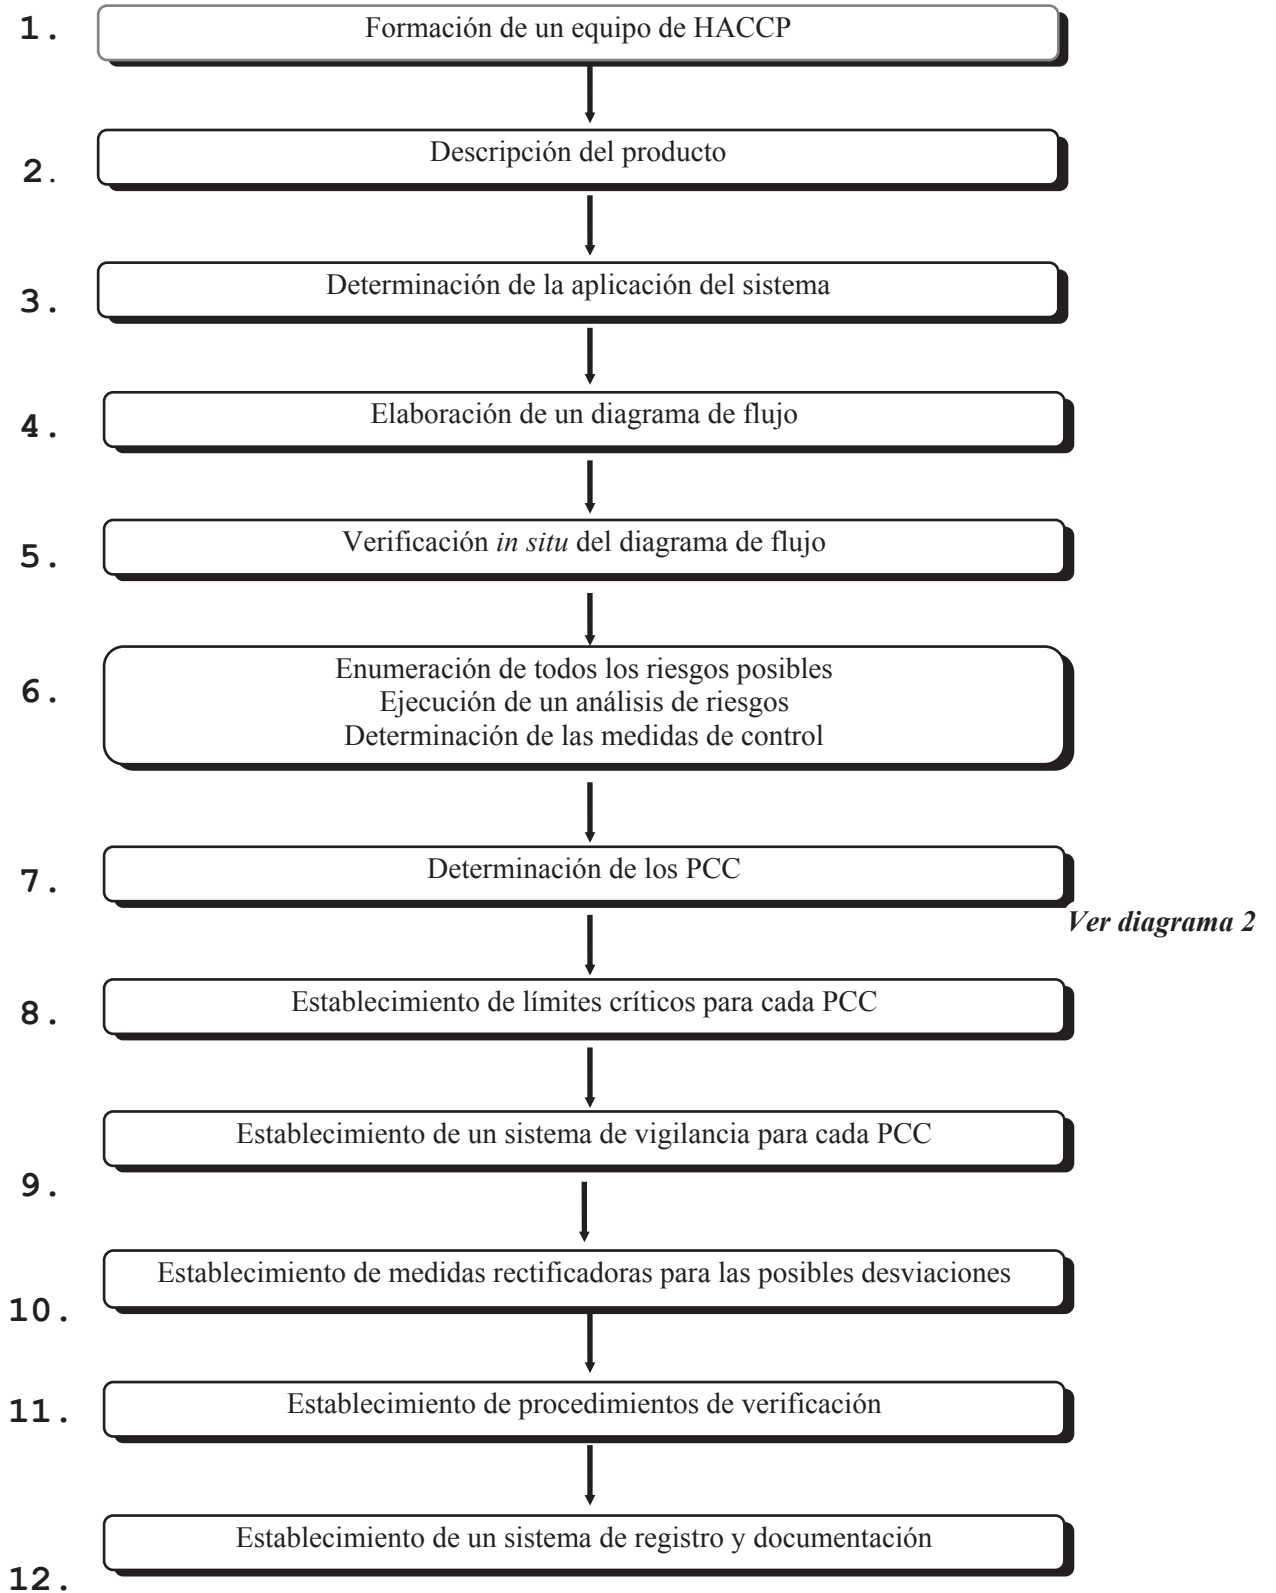 1. Formación de un equipo de HACCP
2. Descripción del producto
3. Determinación de la aplicación del sistema
4. Elaboración de un diagrama de flujo
5. Verificación in situ del diagrama de flujo
Enumeración de todos los riesgos posibles
6. Ejecución de un análisis de riesgos
Determinación de las medidas de control
7. Determinación de los PCC
Ver diagrama 2
8. Establecimiento de límites críticos para cada PCC
9. Establecimiento de un sistema de vigilancia para cada PCC
10. Establecimiento de medidas rectificadoras para las posibles desviaciones
11. Establecimiento de procedimientos de verificación
12. Establecimiento de un sistema de registro y documentación